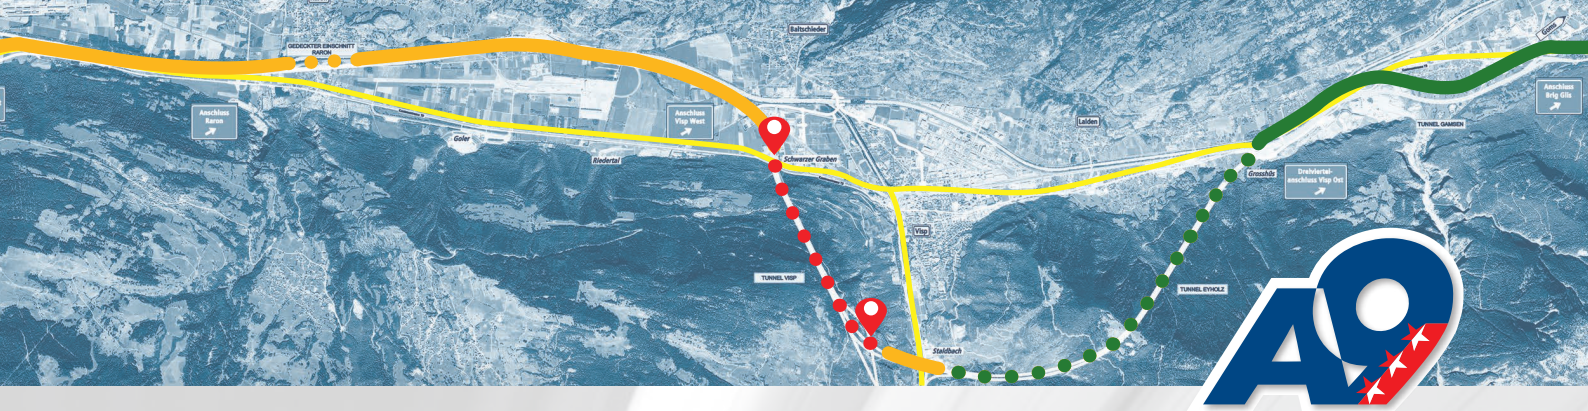 Baltschieder
Goms
GEDECKTER EINSCHNITT
RARON
Anschluss
Raron
Anschluss
Visp West
Lalden
Anschluss
Brig Glis
TUNNEL GAMSEN
Goler
Riedertal
Schwarzer Graben
Grosshüs
Dreiviertel-
anschluss Visp Ost
Visp
TUNNEL VISP
TUNNEL EYHOLZ
Staldbach
A9